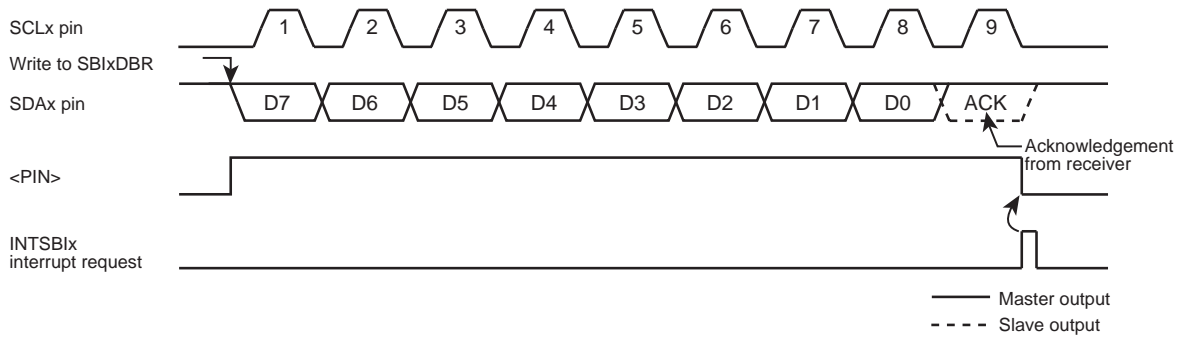 SCLx pin
1 2 3 4 5 6 7 8 9
Write to SBIxDBR
SDAx pin
D7 D6 D5 D4 D3 D2 D1 D0 ACK
Acknowledgement
from receiver
<PIN>
INTSBIx
interrupt request
Master output
Slave output